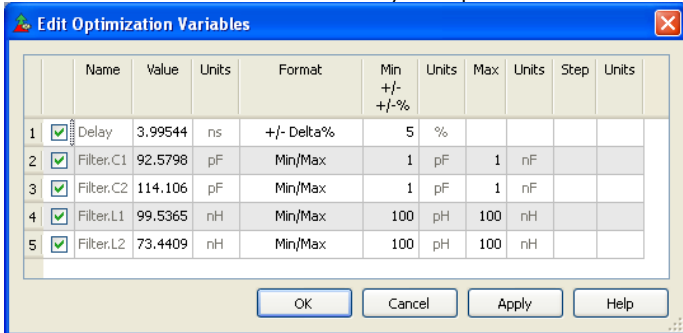 Edit Optimization Variables
Name Value Units Format Min Units Max Units Step Units
+/-
+/-%
1 Delay 3.99544 ns +/- Delta% 5 %
2 Filter.C1 92.5798 pF Min/Max 1 pF 1 nF
3 Filter.C2 114.106 pF Min/Max 1 pF 1 nF
4 Filter.L1 99.5365 nH Min/Max 100 pH 100 nH
5 Filter.L2 73.4409 nH Min/Max 100 pH 100 nH
OK Cancel Apply Help